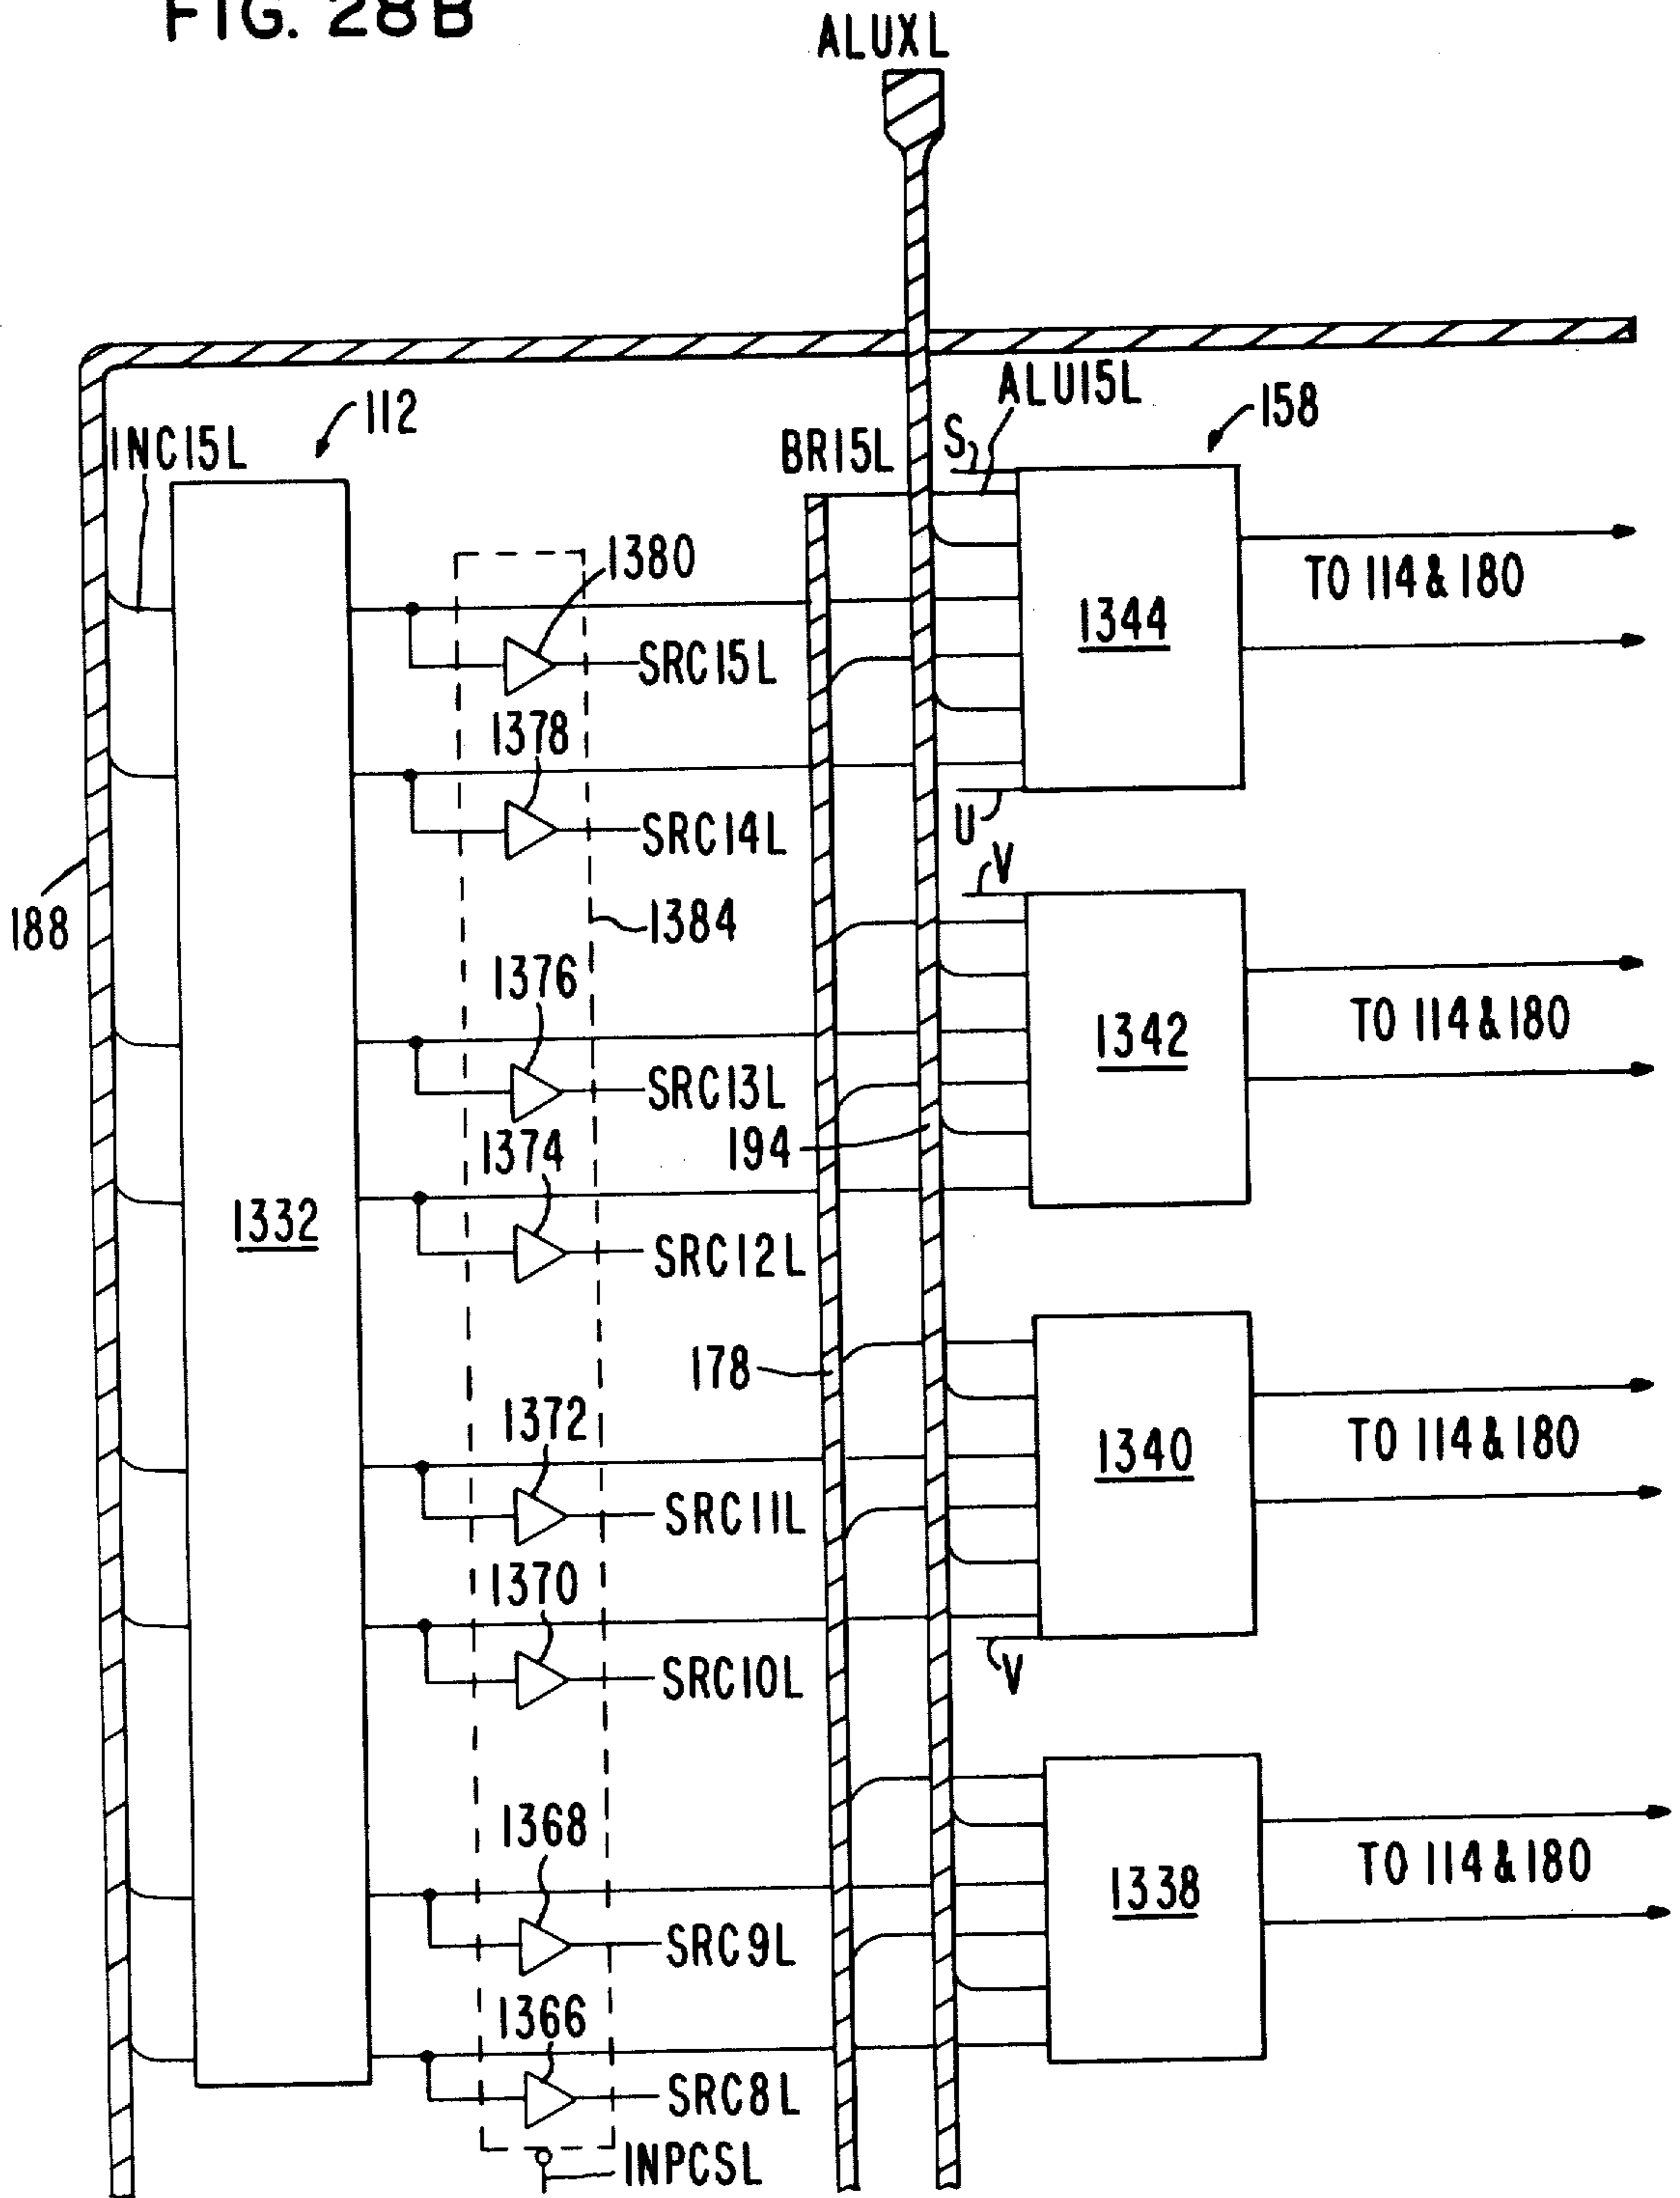 FIG. 28B
ALUXL
ALU15L
112
158
INC15L
BR15L
S
1380
TO 114 & 180
1344
SRC15L
1378
SRC14L
U
V
188
1384
1376
TO 114 & 180
1342
SRC13L
1374
194
1332
SRC12L
178
1372
TO 114 & 180
1340
SRC11L
1370
SRC10L
V
1368
TO 114 & 180
1338
SRC9L
1366
SRC8L
INPCSL